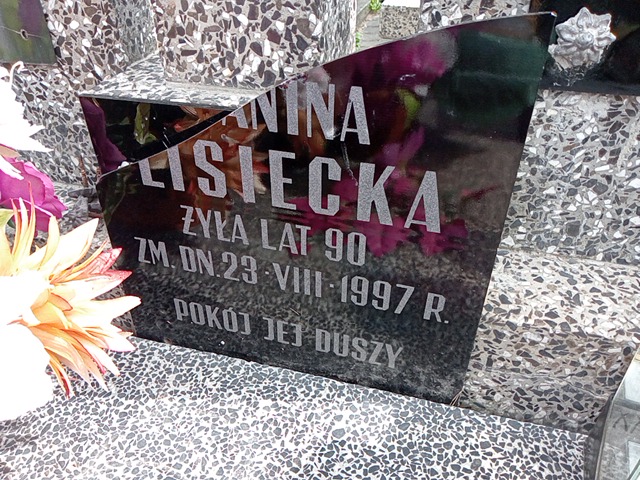 ANINA
LISIECKA
ŻYŁA LAT 90
ZM. DN. 23·VIII·1997 R.
POKÓJ JEJ DUSZY